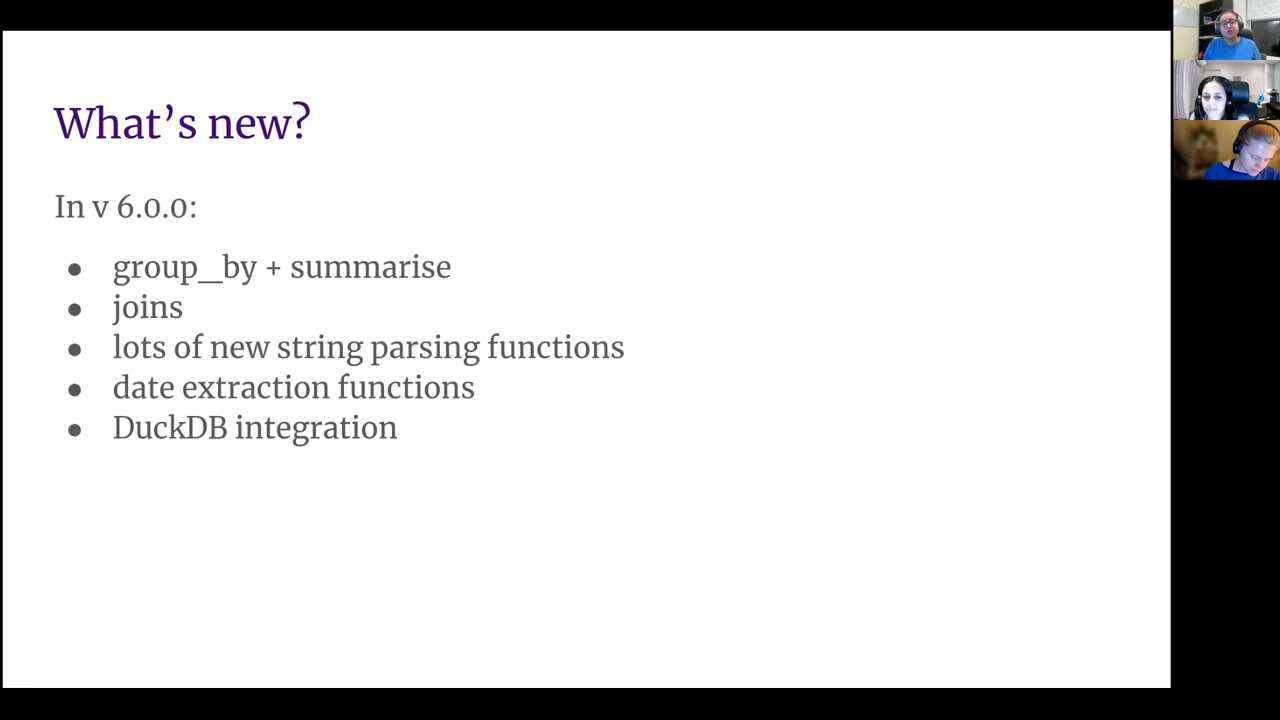 What’s new?
In v 6.0.0:
● group_by + summarise
● joins
● lots of new string parsing functions
● date extraction functions
● DuckDB integration